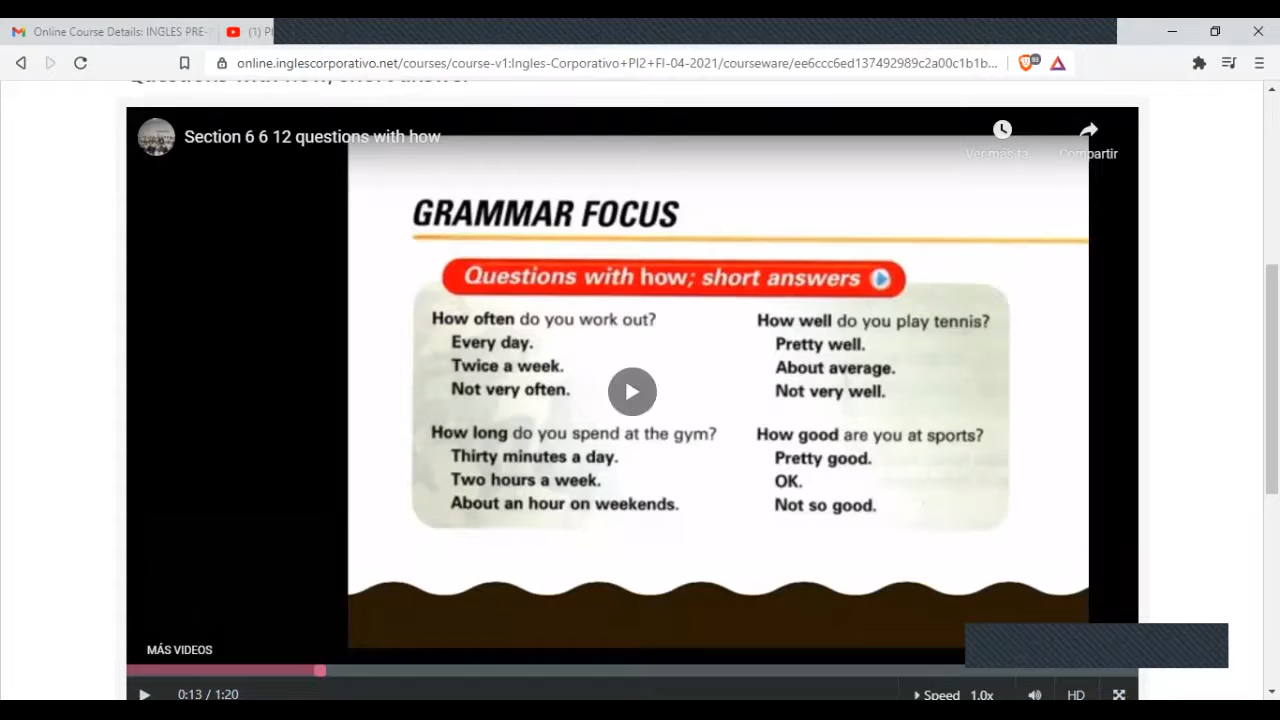 Online Course Details: INGLES PRE-
(1) PI
online.inglescorporativo.net/courses/course-v1:Ingles-Corporativo+PI2+FI-04-2021/courseware/ee6ccc6ed137492989c2a00c1b1b...
Section 6 6 12 questions with how
Ver más ta...
Compartir
GRAMMAR FOCUS
Questions with how; short answers
How often do you work out?
Every day.
Twice a week.
Not very often.
How long do you spend at the gym?
Thirty minutes a day.
Two hours a week.
About an hour on weekends.
How well do you play tennis?
Pretty well.
About average.
Not very well.
How good are you at sports?
Pretty good.
OK.
Not so good.
MÁS VIDEOS
0:13 / 1:20
Speed 1.0x
HD